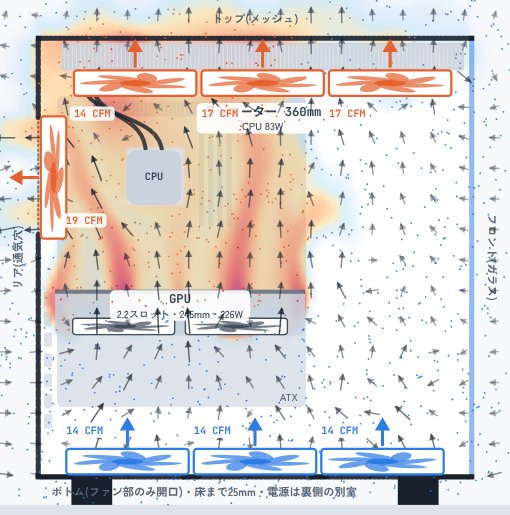 トップ(メッシュ)
14 CFM
17 CFM
ーター 360mm
17 CFM
CPU 83W
CPU
19 CFM
リア(通気穴)
フロント(ガラス)
GPU
2.2スロット・245mm・226W
ATX
14 CFM
14 CFM
14 CFM
ボトム(ファン部のみ開口)・床まで25mm・電源は裏側の別室